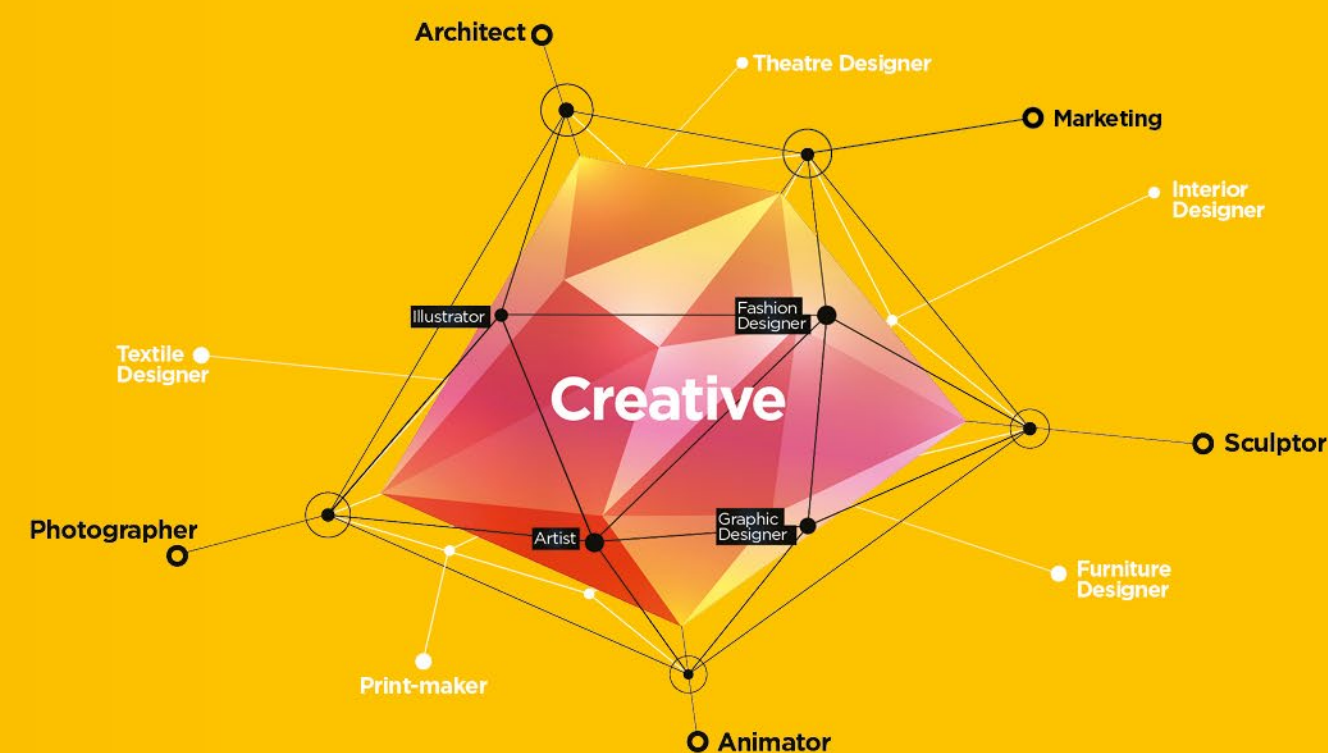 Architect
Theatre Designer
Marketing
Interior
Designer
Illustrator
Fashion
Designer
Textile
Designer
Creative
Sculptor
Photographer
Artist
Graphic
Designer
Furniture
Designer
Print-maker
Animator